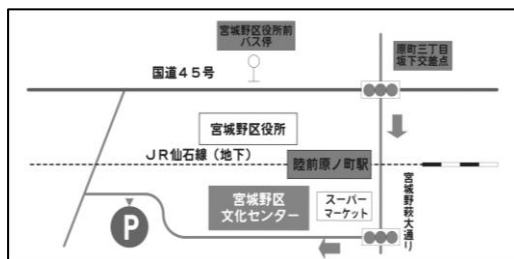 宮城野区役所前
バス停
原町三丁目
坂下交差点
国道45号
宮城野区役所
JR仙石線（地下）
陸前原ノ町駅
宮城野区
文化センター
スーパー
マーケット
宮城野萩大通り
P